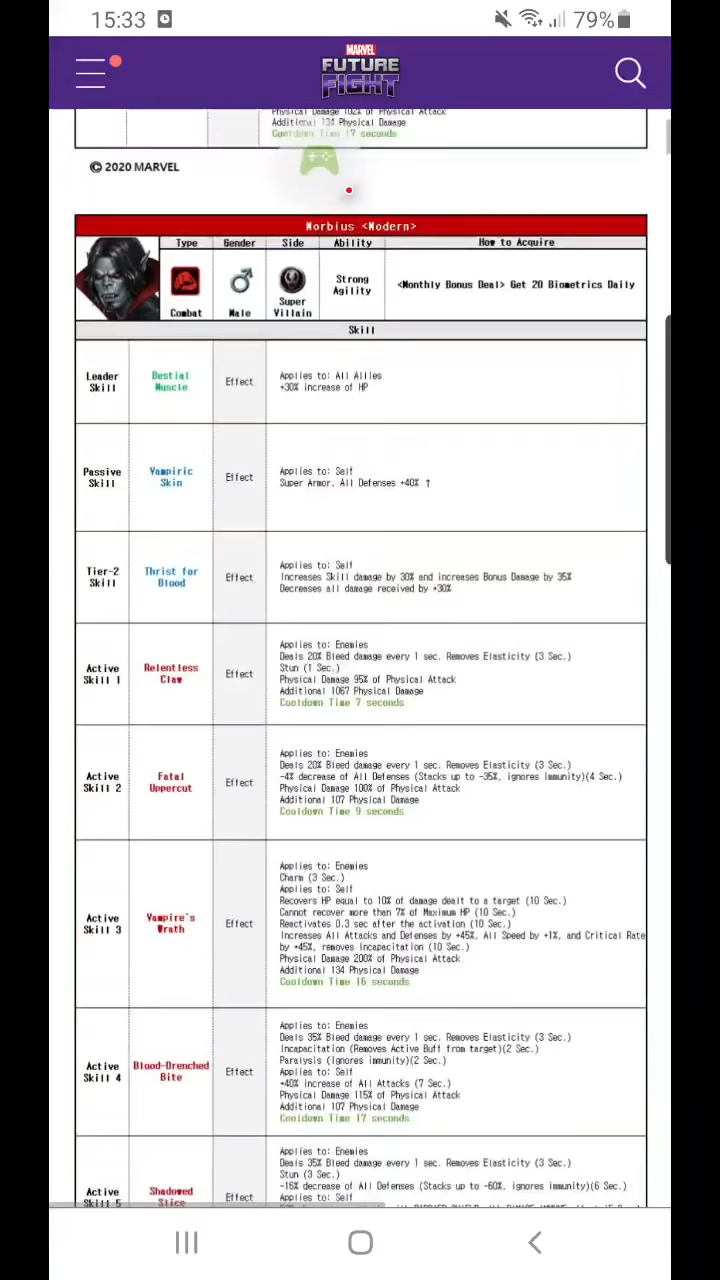 15:33
79%
MARVEL
FUTURE
FIGHT
Physical Damage 102% of Physical Attack
Additional 134 Physical Damage
Cooldown Time 17 seconds
© 2020 MARVEL
Morbius <Modern>
Type Gender Side Ability How to Acquire
Combat Male Super Villain Strong Agility <Monthly Bonus Deal> Get 20 Biometrics Daily
Skill
Leader Skill Bestial Muscle Effect
Applies to: All Allies
+30% increase of HP
Passive Skill Vampiric Skin Effect
Applies to: Self
Super Armor, All Defenses +40% ↑
Tier-2 Skill Thrist for Blood Effect
Applies to: Self
Increases Skill damage by 30% and increases Bonus Damage by 35%
Decreases all damage received by +30%
Active Skill 1 Relentless Claw Effect
Applies to: Enemies
Deals 20% Bleed damage every 1 sec. Removes Elasticity (3 Sec.)
Stun (1 Sec.)
Physical Damage 95% of Physical Attack
Additional 1067 Physical Damage
Cooldown Time 7 seconds
Active Skill 2 Fatal Uppercut Effect
Applies to: Enemies
Deals 20% Bleed damage every 1 sec. Removes Elasticity (3 Sec.)
-4% decrease of All Defenses (Stacks up to -35%, ignores immunity)(4 Sec.)
Physical Damage 100% of Physical Attack
Additional 107 Physical Damage
Cooldown Time 9 seconds
Active Skill 3 Vampire's Wrath Effect
Applies to: Enemies
Charm (3 Sec.)
Applies to: Self
Recovers HP equal to 10% of damage dealt to a target (10 Sec.)
Cannot recover more than 7% of Maximum HP (10 Sec.)
Reactivates 0.3 sec after the activation (10 Sec.)
Increases All Attacks and Defenses by +45%, All Speed by +1%, and Critical Rate
by +45%, removes Incapacitation (10 Sec.)
Physical Damage 200% of Physical Attack
Additional 134 Physical Damage
Cooldown Time 16 seconds
Active Skill 4 Blood-Drenched Bite Effect
Applies to: Enemies
Deals 35% Bleed damage every 1 sec. Removes Elasticity (3 Sec.)
Incapacitation (Removes Active Buff from target)(2 Sec.)
Paralysis (Ignores immunity)(2 Sec.)
Applies to: Self
+40% increase of All Attacks (7 Sec.)
Physical Damage 115% of Physical Attack
Additional 107 Physical Damage
Cooldown Time 17 seconds
Active Skill 5 Shadowed Slice Effect
Applies to: Enemies
Deals 35% Bleed damage every 1 sec. Removes Elasticity (3 Sec.)
Stun (3 Sec.)
-16% decrease of All Defenses (Stacks up to -60%, ignores immunity)(6 Sec.)
Applies to: Self